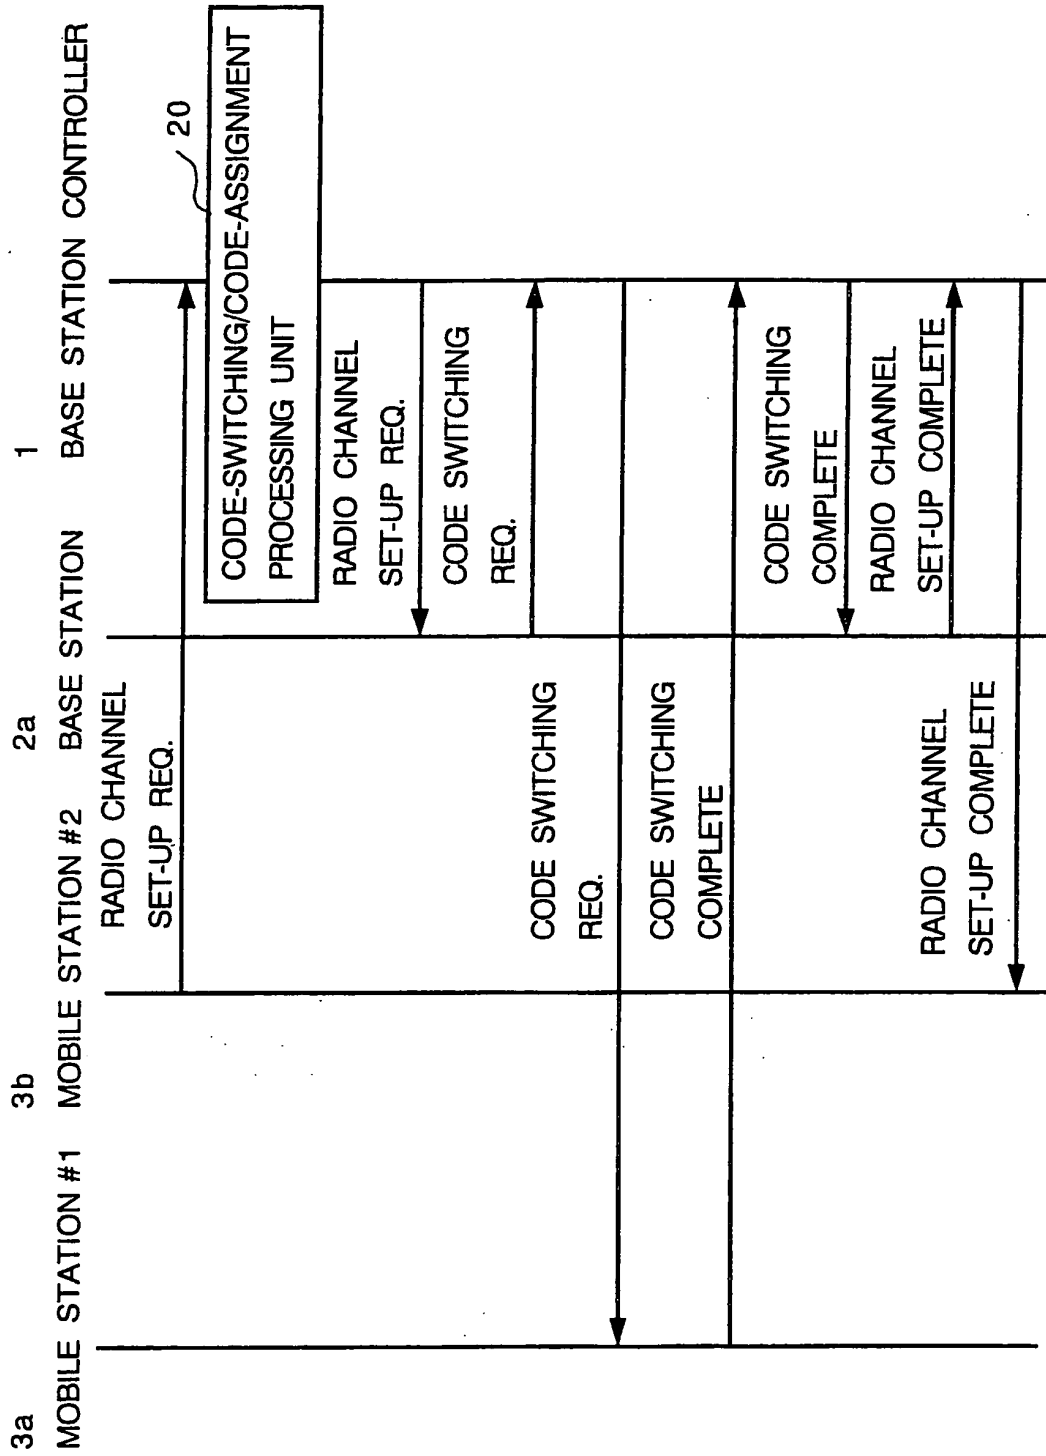 3a
3b
2a
1
MOBILE STATION #1
MOBILE STATION #2
BASE STATION
BASE STATION CONTROLLER
RADIO CHANNEL
SET-UP REQ.
20
CODE-SWITCHING/CODE-ASSIGNMENT
PROCESSING UNIT
RADIO CHANNEL
SET-UP REQ.
CODE SWITCHING
REQ.
CODE SWITCHING
REQ.
CODE SWITCHING
COMPLETE
CODE SWITCHING
COMPLETE
RADIO CHANNEL
SET-UP COMPLETE
RADIO CHANNEL
SET-UP COMPLETE